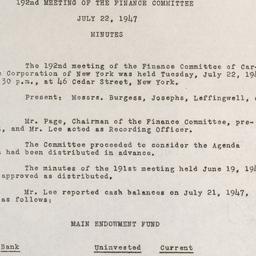 192nd MEETING OF THE FINANCE COMMITTEE
JULY 22, 1947
MINUTES
The 192nd meeting of the Finance Committee of Car-
Corporation of New York was held Tuesday, July 22, 194
30 p.m., at 46 Cedar Street, New York.
Present: Messrs. Burgess, Josephs, Leffingwell,
Mr. Page, Chairman of the Finance Committee, pre-
, and Mr. Lee acted as Recording Officer.
The Committee proceeded to consider the Agenda
had been distributed in advance.
The minutes of the 191st meeting held June 19, 194
approved as distributed.
Mr. Lee reported cash balances on July 21, 1947,
as follows:
MAIN ENDOWMENT FUND
Bank Uninvested Current